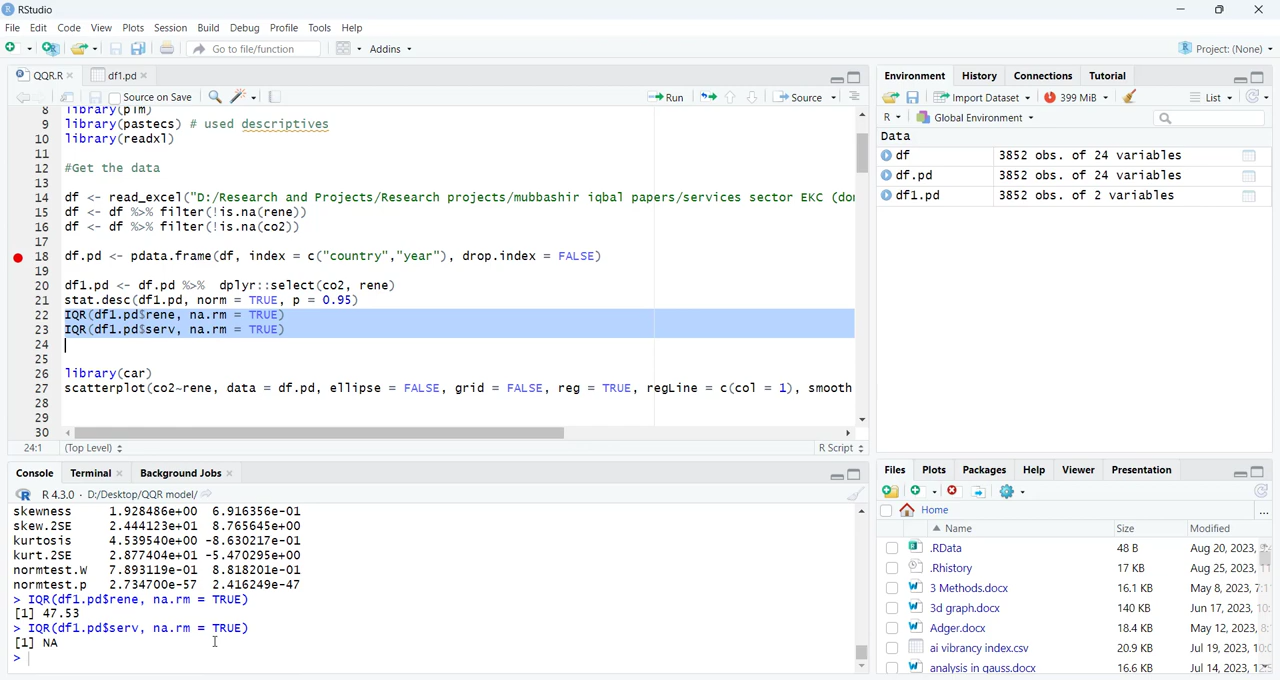 RStudio
File Edit Code View Plots Session Build Debug Profile Tools Help
Go to file/function Addins Project: (None)
QQR.R df1.pd
Source on Save Run Source
8 library(plm)
9 library(pastecs) # used descriptives
10 library(readxl)
11
12 #Get the data
13
14 df <- read_excel("D:/Research and Projects/Research projects/mubbashir iqbal papers/services sector EKC (do
15 df <- df %>% filter(!is.na(rene))
16 df <- df %>% filter(!is.na(co2))
17
18 df.pd <- pdata.frame(df, index = c("country","year"), drop.index = FALSE)
19
20 df1.pd <- df.pd %>%  dplyr::select(co2, rene)
21 stat.desc(df1.pd, norm = TRUE, p = 0.95)
22 IQR(df1.pd$rene, na.rm = TRUE)
23 IQR(df1.pd$serv, na.rm = TRUE)
24
25
26 library(car)
27 scatterplot(co2~rene, data = df.pd, ellipse = FALSE, grid = FALSE, reg = TRUE, regLine = c(col = 1), smooth
28
29
30
24:1 (Top Level) R Script
Console Terminal Background Jobs
R 4.3.0 · D:/Desktop/QQR model/
skewness 1.928486e+00 6.916356e-01
skew.2SE 2.444123e+01 8.765645e+00
kurtosis 4.539540e+00 -8.630217e-01
kurt.2SE 2.877404e+01 -5.470295e+00
normtest.W 7.893119e-01 8.818201e-01
normtest.p 2.734700e-57 2.416249e-47
> IQR(df1.pd$rene, na.rm = TRUE)
[1] 47.53
> IQR(df1.pd$serv, na.rm = TRUE)
[1] NA
>
Environment History Connections Tutorial
Import Dataset 399 MiB List
R Global Environment
Data
df 3852 obs. of 24 variables
df.pd 3852 obs. of 24 variables
df1.pd 3852 obs. of 2 variables
Files Plots Packages Help Viewer Presentation
Home ...
Name Size Modified
.RData 48 B Aug 20, 2023,
.Rhistory 17 KB Aug 25, 2023,
3 Methods.docx 16.1 KB May 8, 2023, 7:1
3d graph.docx 140 KB Jun 17, 2023, 10:
Adger.docx 18.4 KB May 12, 2023, 8:
ai vibrancy index.csv 20.9 KB Jul 19, 2023, 10:
analysis in gauss.docx 16.6 KB Jul 14, 2023,